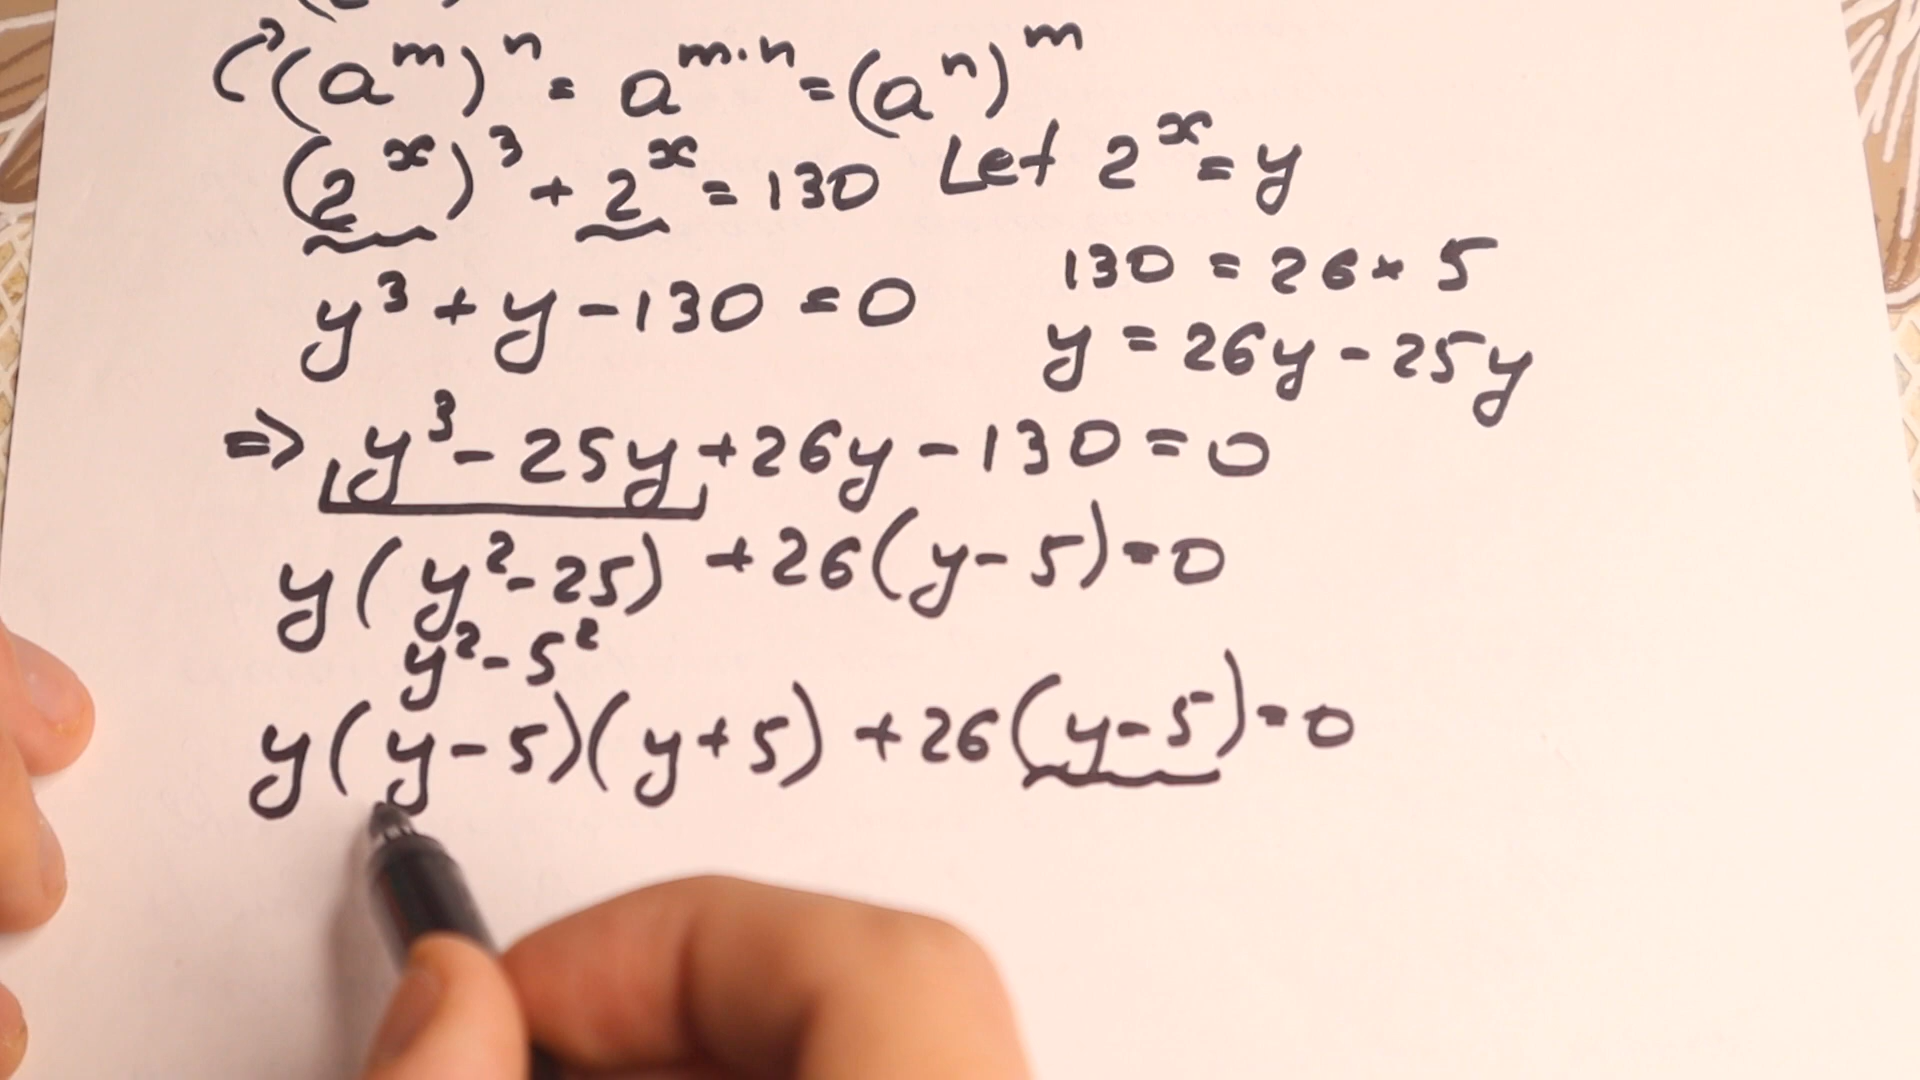 (a^m)^n = a^{m·n} = (a^n)^m
(2^x)^3 + 2^x = 130 Let 2^x = y
y^3 + y - 130 = 0
130 = 26 * 5
y = 26y - 25y
=> y^3 - 25y + 26y - 130 = 0
y(y^2 - 25) + 26(y - 5) = 0
y^2 - 5^2
y(y - 5)(y + 5) + 26(y - 5) = 0